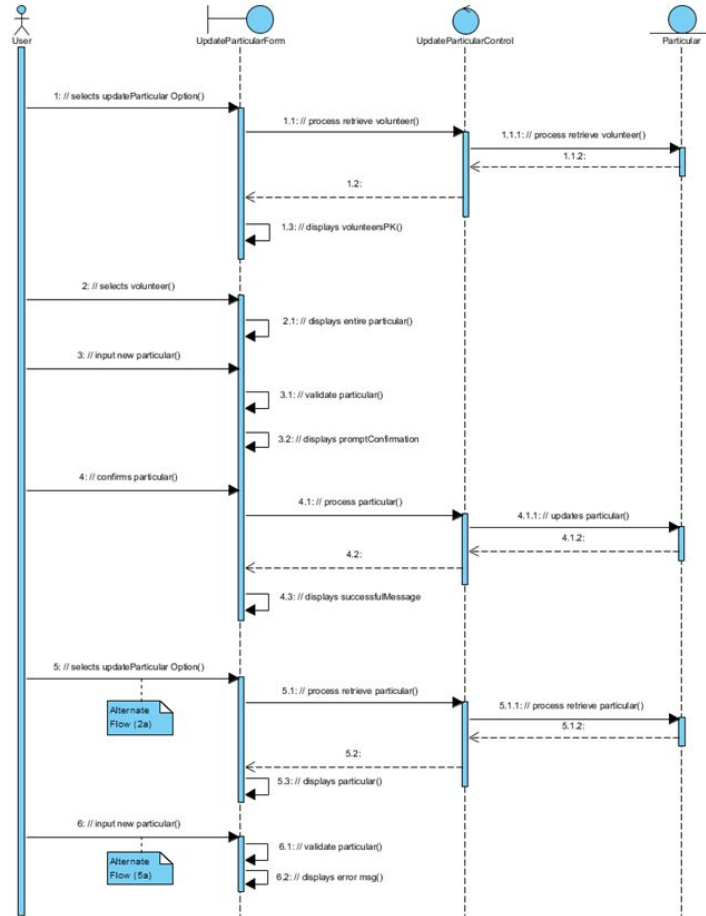 User
UpdateParticularForm
UpdateParticularControl
Particular
1: // selects updateParticular Option()
1.1: // process retrieve volunteer()
1.1.1: // process retrieve volunteer()
1.1.2:
1.2:
1.3: // displays volunteersPK()
2: // selects volunteer()
2.1: // displays entire particular()
3: // input new particular()
3.1: // validate particular()
3.2: // displays promptConfirmation
4: // confirms particular()
4.1: // process particular()
4.1.1: // updates particular()
4.1.2:
4.2:
4.3: // displays successfulMessage
5: // selects updateParticular Option()
Alternate
Flow (2a)
5.1: // process retrieve particular()
5.1.1: // process retrieve particular()
5.1.2:
5.2:
5.3: // displays particular()
6: // input new particular()
Alternate
Flow (5a)
6.1: // validate particular()
6.2: // displays error msg()